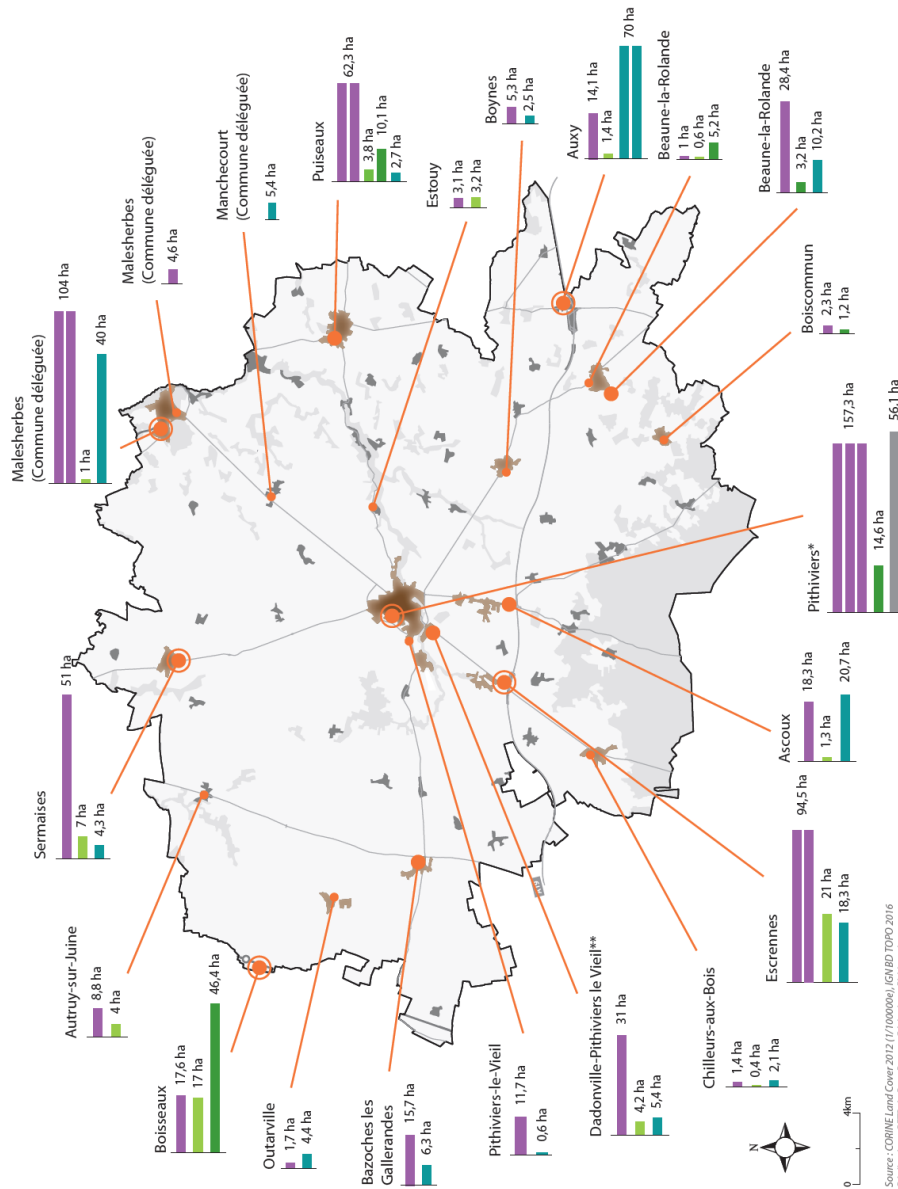 Malesherbes
(Commune déléguée)
104 ha
1 ha
40 ha
Malesherbes
(Commune déléguée)
4,6 ha
Manchecourt
(Commune déléguée)
5,4 ha
Puiseaux
62,3 ha
3,8 ha
10,1 ha
2,7 ha
Estouy
3,1 ha
3,2 ha
Boynes
5,3 ha
2,5 ha
Auxy
14,1 ha
1,4 ha
70 ha
Beaune-la-Rolande
1 ha
0,6 ha
5,2 ha
Beaune-la-Rolande
28,4 ha
3,2 ha
10,2 ha
Boiscommun
2,3 ha
1,2 ha
Pithiviers*
157,3 ha
14,6 ha
56,1 ha
Ascoux
18,3 ha
1,3 ha
20,7 ha
Escrennes
94,5 ha
21 ha
18,3 ha
Sermaises
51 ha
7 ha
4,3 ha
Autruy-sur-Juine
8,8 ha
4 ha
Boisseaux
17,6 ha
17 ha
46,4 ha
Outarville
1,7 ha
4,4 ha
Bazoches les
Gallerandes
15,7 ha
6,3 ha
Pithiviers-le-Vieil
11,7 ha
0,6 ha
Dadonville-Pithiviers le Vieil**
31 ha
4,2 ha
5,4 ha
Chilleurs-aux-Bois
1,4 ha
0,4 ha
2,1 ha
N
0
4km
Source : CORINE Land Cover 2012 (1/100000e), IGN BD TOPO 2016